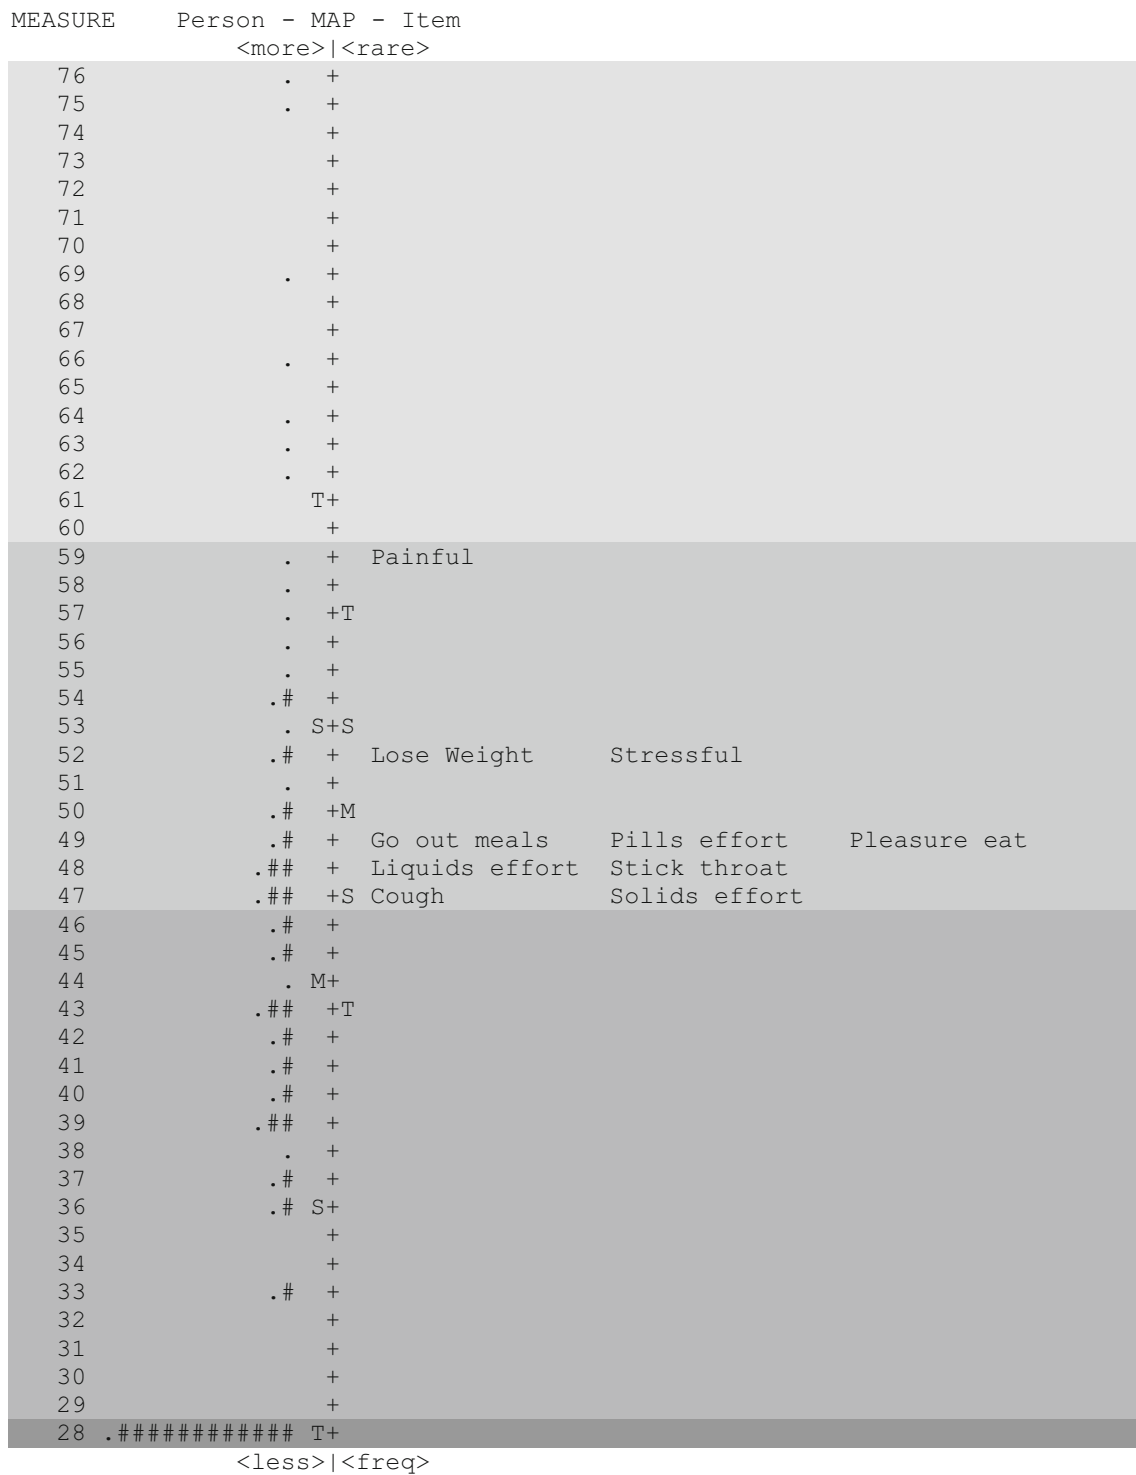 MEASURE    Person - MAP - Item
              <more>|<rare>
   76              .  +
   75              .  +
   74                 +
   73                 +
   72                 +
   71                 +
   70                 +
   69              .  +
   68                 +
   67                 +
   66              .  +
   65                 +
   64              .  +
   63              .  +
   62              .  +
   61                T+
   60                 +
   59              .  +  Painful
   58              .  +
   57              .  +T
   56              .  +
   55              .  +
   54             .#  +
   53              . S+S
   52             .#  +  Lose Weight    Stressful
   51              .  +
   50             .#  +M
   49             .#  +  Go out meals   Pills effort   Pleasure eat
   48            .##  +  Liquids effort Stick throat
   47            .##  +S Cough          Solids effort
   46             .#  +
   45             .#  +
   44              . M+
   43            .##  +T
   42             .#  +
   41             .#  +
   40             .#  +
   39            .##  +
   38              .  +
   37             .#  +
   36             .# S+
   35                 +
   34                 +
   33             .#  +
   32                 +
   31                 +
   30                 +
   29                 +
   28 .############ T+
              <less>|<freq>